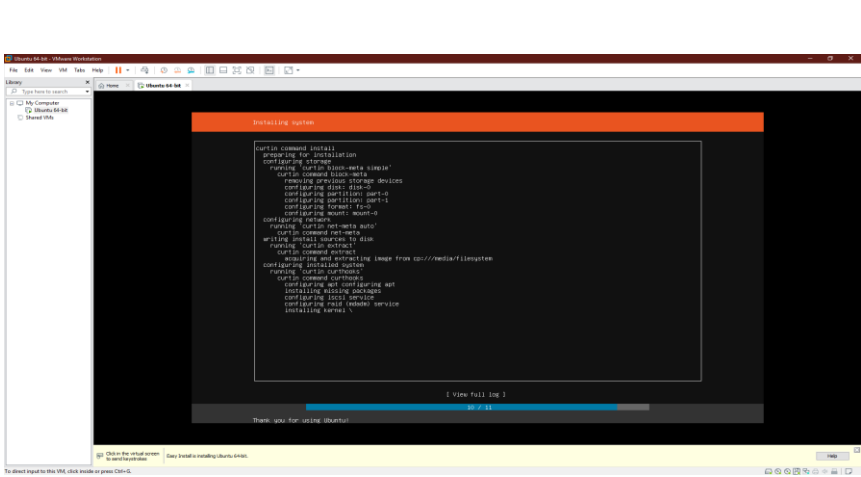 Ubuntu 64-bit - VMware Workstation
File Edit View VM Tabs Help
Library
Type here to search
My Computer
Ubuntu 64-bit
Shared VMs
Home
Ubuntu 64-bit
Installing system
curtin command install
preparing for installation
configuring storage
running 'curtin block-meta simple'
curtin command block-meta
removing previous storage devices
configuring disk: disk-0
configuring partition: part-0
configuring partition: part-1
configuring format: fs-0
configuring mount: mount-0
configuring network
running 'curtin net-meta auto'
curtin command net-meta
writing install sources to disk
running 'curtin extract'
curtin command extract
acquiring and extracting image from cp:///media/filesystem
configuring installed system
running 'curtin curthooks'
curtin command curthooks
configuring apt configuring apt
installing missing packages
configuring iscsi service
configuring raid (mdadm) service
installing kernel \
[ View full log ]
10 / 11
Thank you for using Ubuntu!
Click in the virtual screen
to send keystrokes
Easy Install is installing Ubuntu 64-bit.
Help
To direct input to this VM, click inside or press Ctrl+G.